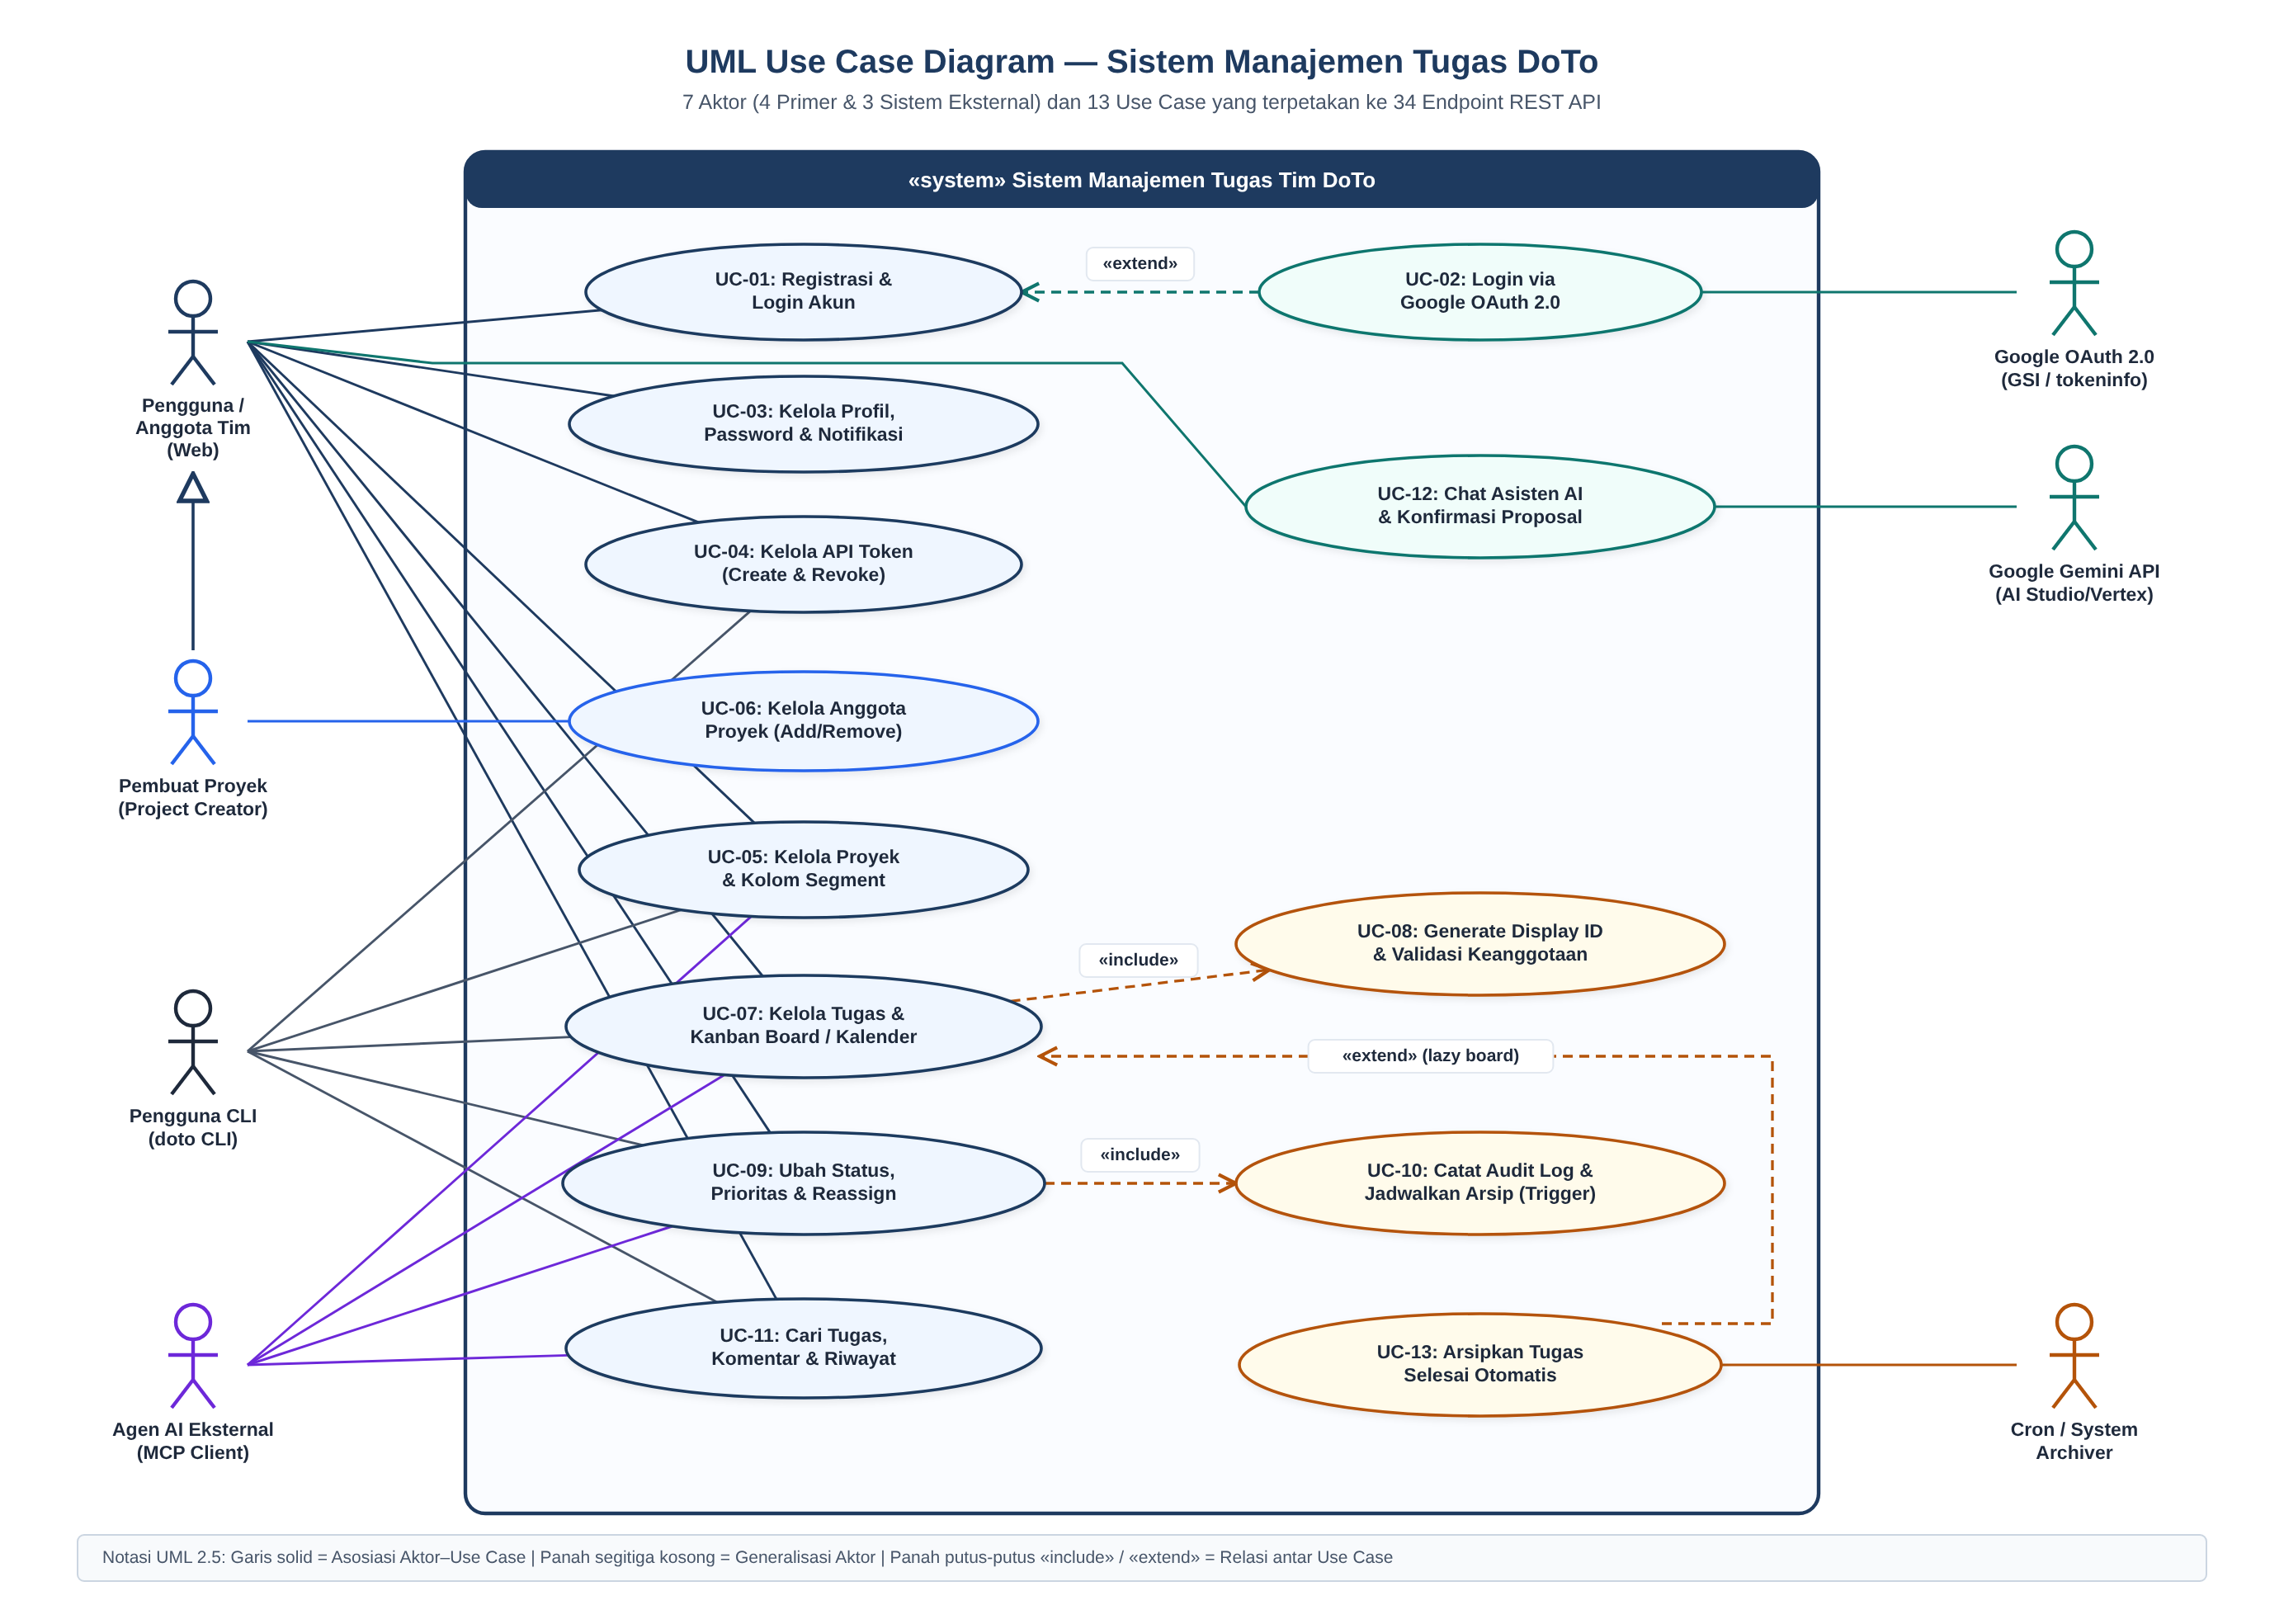 UML Use Case Diagram — Sistem Manajemen Tugas DoTo
7 Aktor (4 Primer & 3 Sistem Eksternal) dan 13 Use Case yang terpetakan ke 34 Endpoint REST API
«system» Sistem Manajemen Tugas Tim DoTo
Pengguna /
Anggota Tim
(Web)
Pembuat Proyek
(Project Creator)
Pengguna CLI
(doto CLI)
Agen AI Eksternal
(MCP Client)
UC-01: Registrasi &
Login Akun
«extend»
UC-02: Login via
Google OAuth 2.0
UC-03: Kelola Profil,
Password & Notifikasi
UC-12: Chat Asisten AI
& Konfirmasi Proposal
UC-04: Kelola API Token
(Create & Revoke)
UC-06: Kelola Anggota
Proyek (Add/Remove)
UC-05: Kelola Proyek
& Kolom Segment
UC-08: Generate Display ID
& Validasi Keanggotaan
«include»
UC-07: Kelola Tugas &
Kanban Board / Kalender
«extend» (lazy board)
UC-09: Ubah Status,
Prioritas & Reassign
«include»
UC-10: Catat Audit Log &
Jadwalkan Arsip (Trigger)
UC-11: Cari Tugas,
Komentar & Riwayat
UC-13: Arsipkan Tugas
Selesai Otomatis
Google OAuth 2.0
(GSI / tokeninfo)
Google Gemini API
(AI Studio/Vertex)
Cron / System
Archiver
Notasi UML 2.5: Garis solid = Asosiasi Aktor–Use Case | Panah segitiga kosong = Generalisasi Aktor | Panah putus-putus «include» / «extend» = Relasi antar Use Case